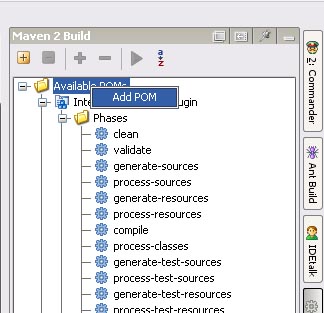 Maven 2 Build
Available POMs
Add POM
Inte
lugin
Phases
clean
validate
generate-sources
process-sources
generate-resources
process-resources
compile
process-classes
generate-test-sources
process-test-sources
generate-test-resources
process-test-resources
2: Commander
Ant Build
IDEtalk